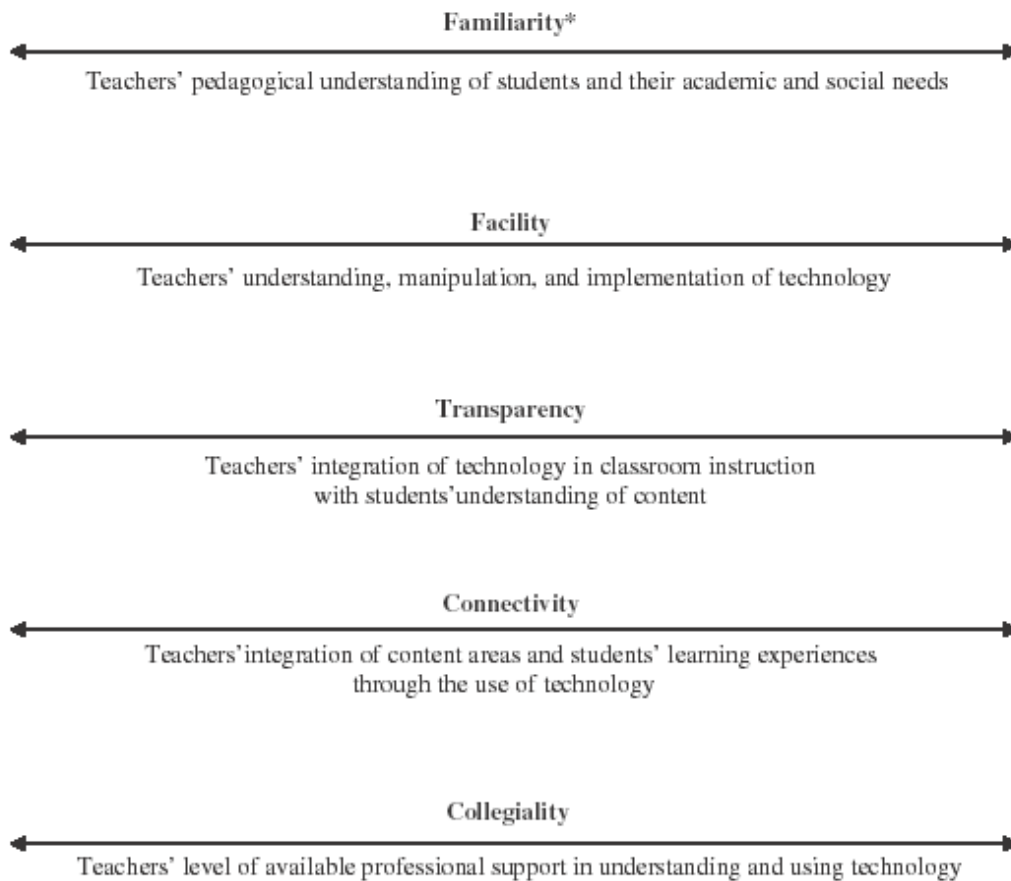 Familiarity*
Teachers’ pedagogical understanding of students and their academic and social needs
Facility
Teachers’ understanding, manipulation, and implementation of technology
Transparency
Teachers’ integration of technology in classroom instruction
with students’understanding of content
Connectivity
Teachers’integration of content areas and students’ learning experiences
through the use of technology
Collegiality
Teachers’ level of available professional support in understanding and using technology